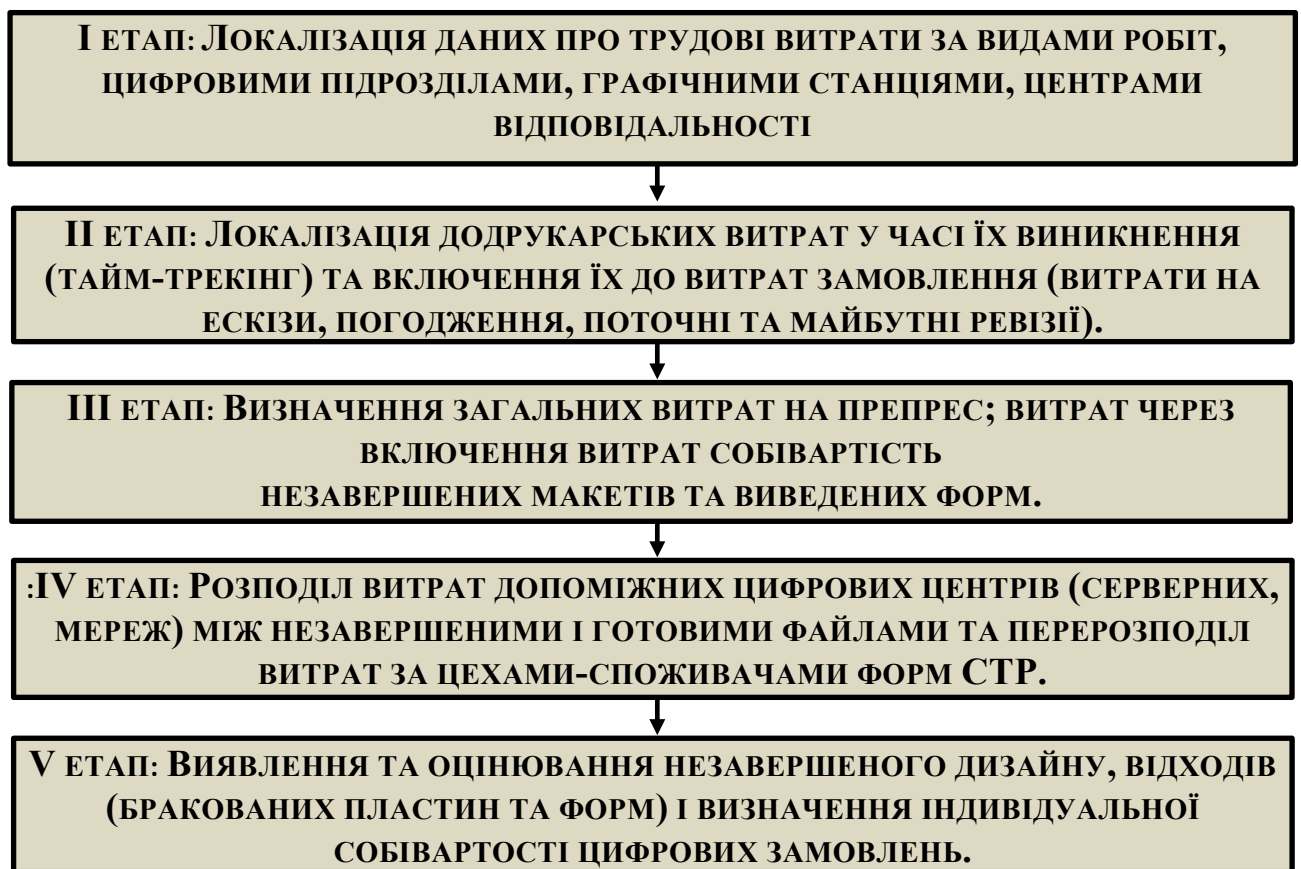 I ЕТАП: ЛОКАЛІЗАЦІЯ ДАНИХ ПРО ТРУДОВІ ВИТРАТИ ЗА ВИДАМИ РОБІТ,
ЦИФРОВИМИ ПІДРОЗДІЛАМИ, ГРАФІЧНИМИ СТАНЦІЯМИ, ЦЕНТРАМИ
ВІДПОВІДАЛЬНОСТІ
II ЕТАП: ЛОКАЛІЗАЦІЯ ДОДРУКАРСЬКИХ ВИТРАТ У ЧАСІ ЇХ ВИНИКНЕННЯ
(ТАЙМ-ТРЕКІНГ) ТА ВКЛЮЧЕННЯ ЇХ ДО ВИТРАТ ЗАМОВЛЕННЯ (ВИТРАТИ НА
ЕСКІЗИ, ПОГОДЖЕННЯ, ПОТОЧНІ ТА МАЙБУТНІ РЕВІЗІЇ).
III ЕТАП: ВИЗНАЧЕННЯ ЗАГАЛЬНИХ ВИТРАТ НА ПРЕПРЕС; ВИТРАТ ЧЕРЕЗ
ВКЛЮЧЕННЯ ВИТРАТ СОБІВАРТІСТЬ
НЕЗАВЕРШЕНИХ МАКЕТІВ ТА ВИВЕДЕНИХ ФОРМ.
:IV ЕТАП: РОЗПОДІЛ ВИТРАТ ДОПОМІЖНИХ ЦИФРОВИХ ЦЕНТРІВ (СЕРВЕРНИХ,
МЕРЕЖ) МІЖ НЕЗАВЕРШЕНИМИ І ГОТОВИМИ ФАЙЛАМИ ТА ПЕРЕРОЗПОДІЛ
ВИТРАТ ЗА ЦЕХАМИ-СПОЖИВАЧАМИ ФОРМ CTP.
V ЕТАП: ВИЯВЛЕННЯ ТА ОЦІНЮВАННЯ НЕЗАВЕРШЕНОГО ДИЗАЙНУ, ВІДХОДІВ
(БРАКОВАНИХ ПЛАСТИН ТА ФОРМ) І ВИЗНАЧЕННЯ ІНДИВІДУАЛЬНОЇ
СОБІВАРТОСТІ ЦИФРОВИХ ЗАМОВЛЕНЬ.